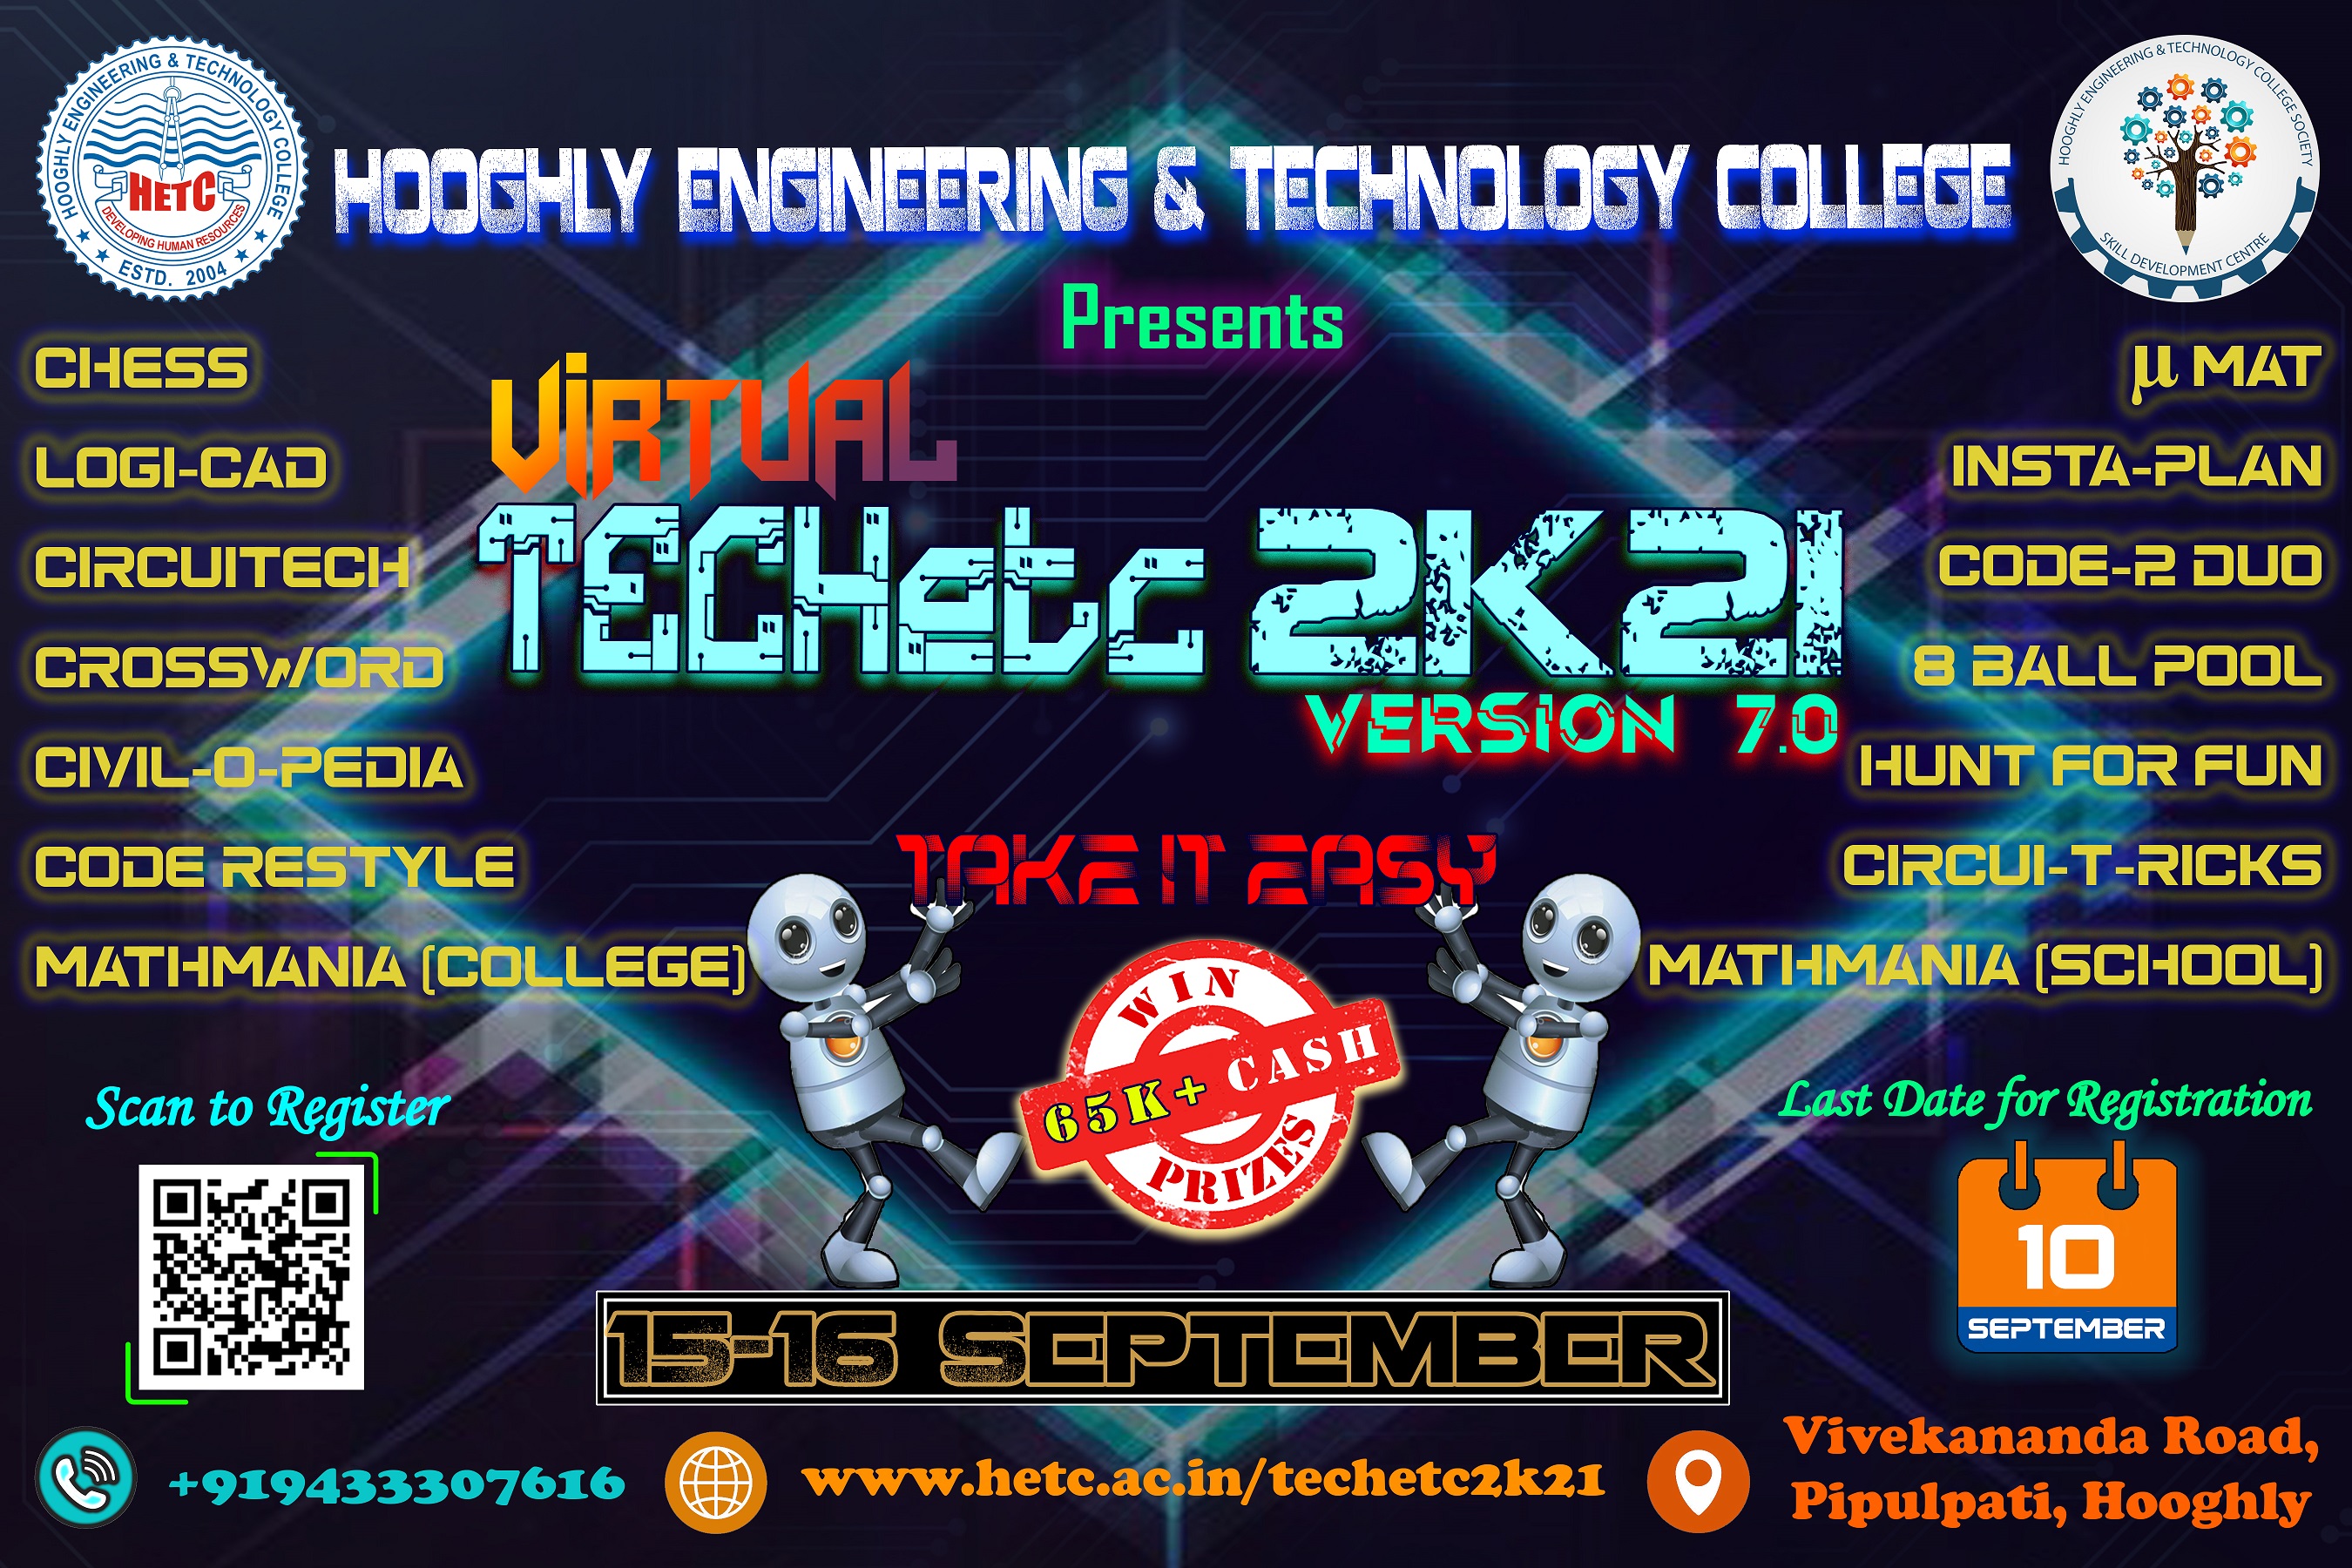 HOOGHLY ENGINEERING & TECHNOLOGY COLLEGE
HETC
DEVELOPING HUMAN RESOURCES
★ ★ ESTD. 2004 ★ ★
HOOGHLY ENGINEERING & TECHNOLOGY COLLEGE
HOOGHLY ENGINEERING & TECHNOLOGY COLLEGE SOCIETY
SKILL DEVELOPMENT CENTRE
Presents
VIRTUAL
TECHetc 2K21
VERSION 7.0
CHESS
LOGI-CAD
CIRCUITECH
CROSSWORD
CIVIL-O-PEDIA
CODE RESTYLE
MATHMANIA (COLLEGE)
µ MAT
INSTA-PLAN
CODE-2 DUO
8 BALL POOL
HUNT FOR FUN
CIRCUI-T-RICKS
MATHMANIA (SCHOOL)
TAKE IT EASY
WIN
65K+ CASH
PRIZES
Scan to Register
Last Date for Registration
10
SEPTEMBER
15-16 SEPTEMBER
+919433307616
www.hetc.ac.in/techetc2k21
Vivekananda Road,
Pipulpati, Hooghly